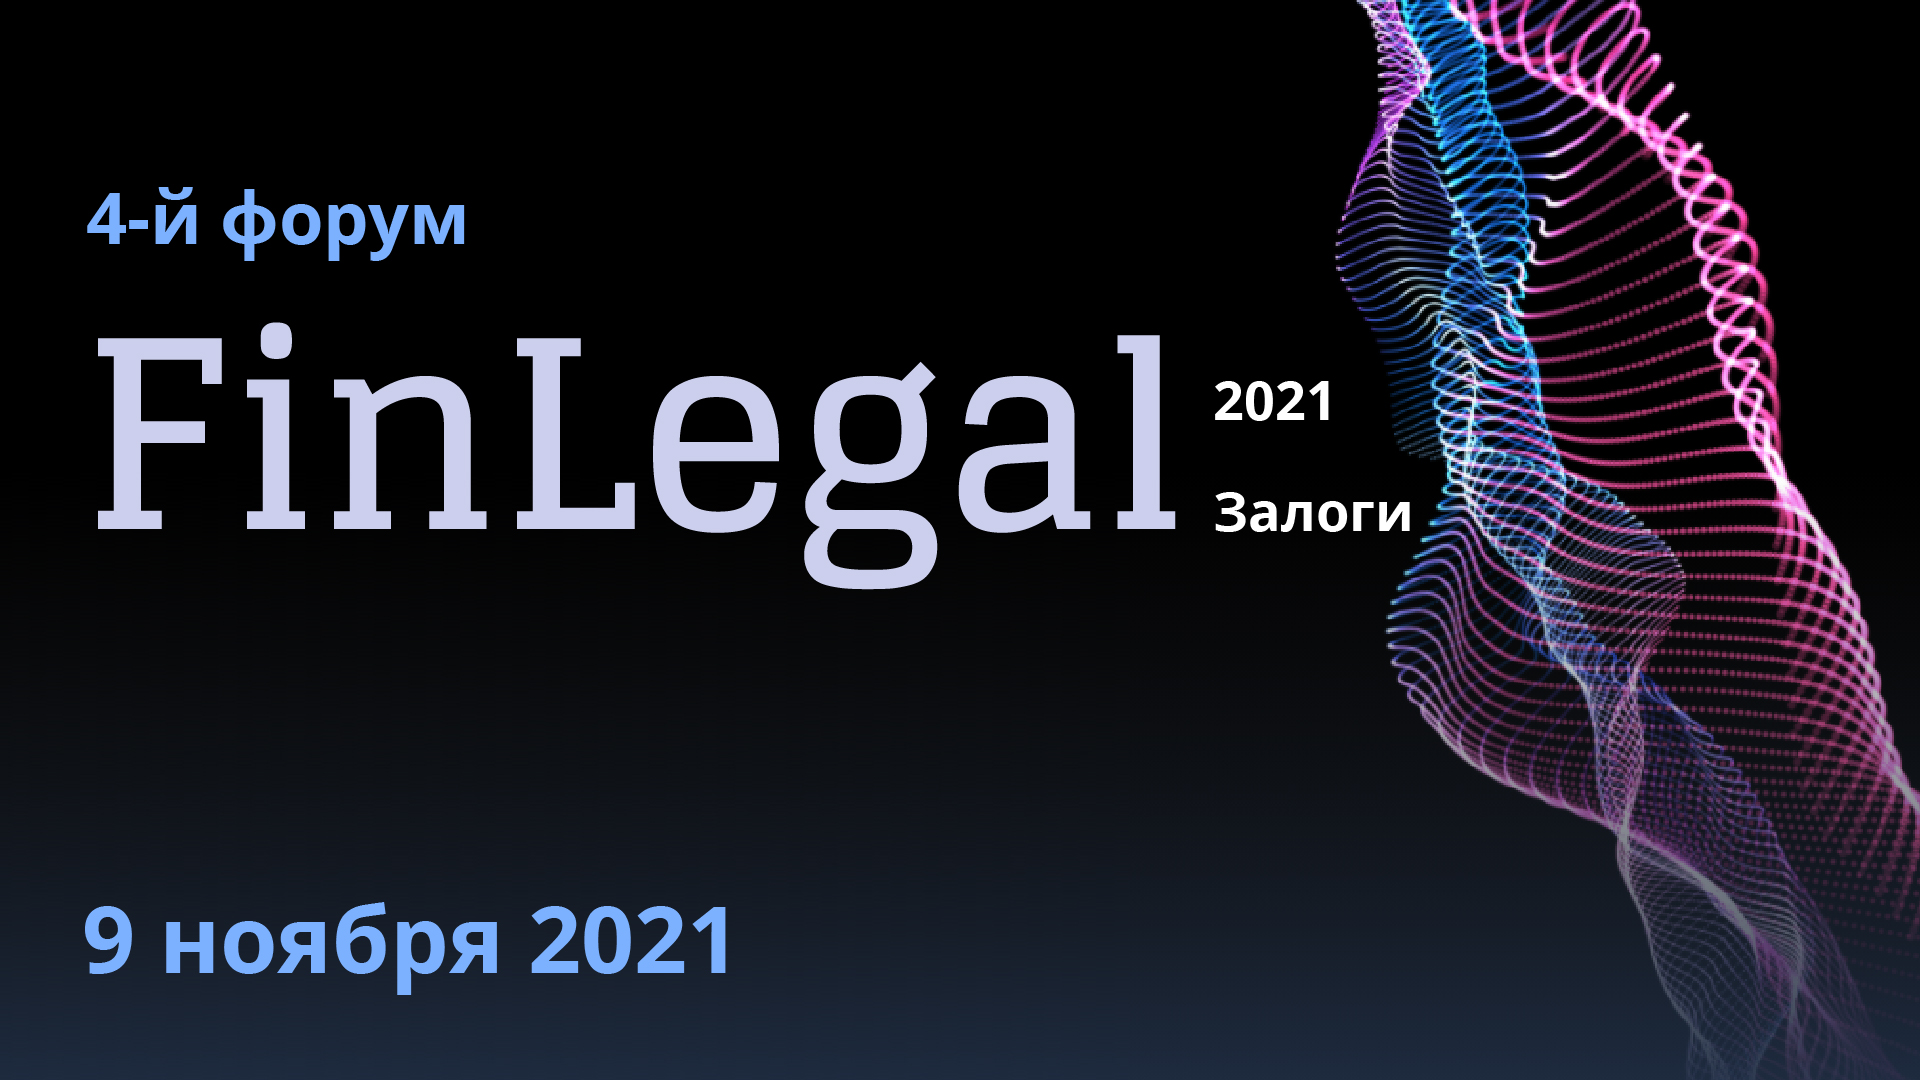 4-й форум
FinLegal
2021
Залоги
9 ноября 2021